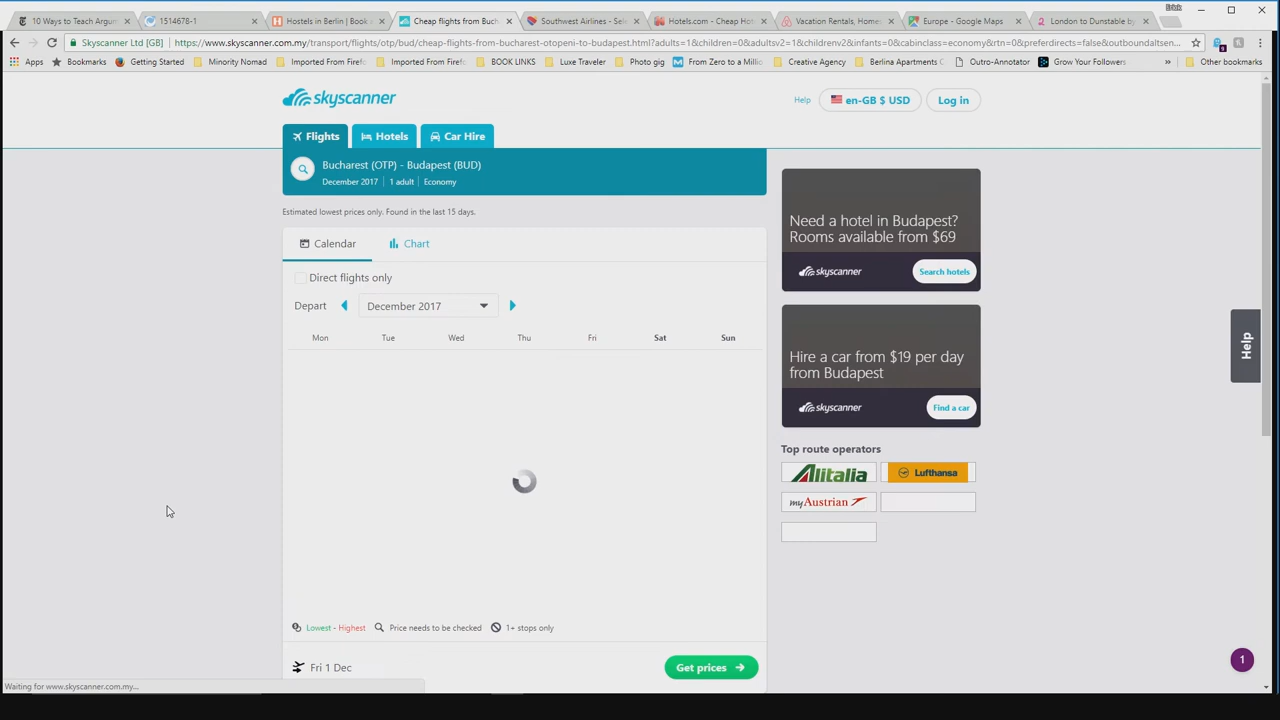 Erick
10 Ways to Teach Argum
1514678-1
Hostels in Berlin | Book A
Cheap flights from Buch
Southwest Airlines - Sele
Hotels.com - Cheap Hot
Vacation Rentals, Home
Europe - Google Maps
London to Dunstable by
Skyscanner Ltd [GB] https://www.skyscanner.com.my/transport/flights/otp/bud/cheap-flights-from-bucharest-otopeni-to-budapest.html?adults=1&children=0&adultsv2=1&childrenv2&infants=0&cabinclass=economy&rtn=0&preferdirects=false&outboundaltsen...
Apps Bookmarks Getting Started Minority Nomad Imported From Firefo Imported From Firefo BOOK LINKS Luxe Traveler Photo gig From Zero to a Millio Creative Agency Berlina Apartments C Outro-Annotator Grow Your Followers » Other bookmarks
skyscanner
Help en-GB $ USD Log in
Flights Hotels Car Hire
Bucharest (OTP) - Budapest (BUD)
December 2017 | 1 adult | Economy
Estimated lowest prices only. Found in the last 15 days.
Calendar Chart
Direct flights only
Depart December 2017
Mon Tue Wed Thu Fri Sat Sun
Lowest - Highest Price needs to be checked 1+ stops only
Fri 1 Dec Get prices
Need a hotel in Budapest?
Rooms available from $69
skyscanner Search hotels
Hire a car from $19 per day
from Budapest
skyscanner Find a car
Top route operators
Alitalia Lufthansa
myAustrian
Help
1
Waiting for www.skyscanner.com.my...